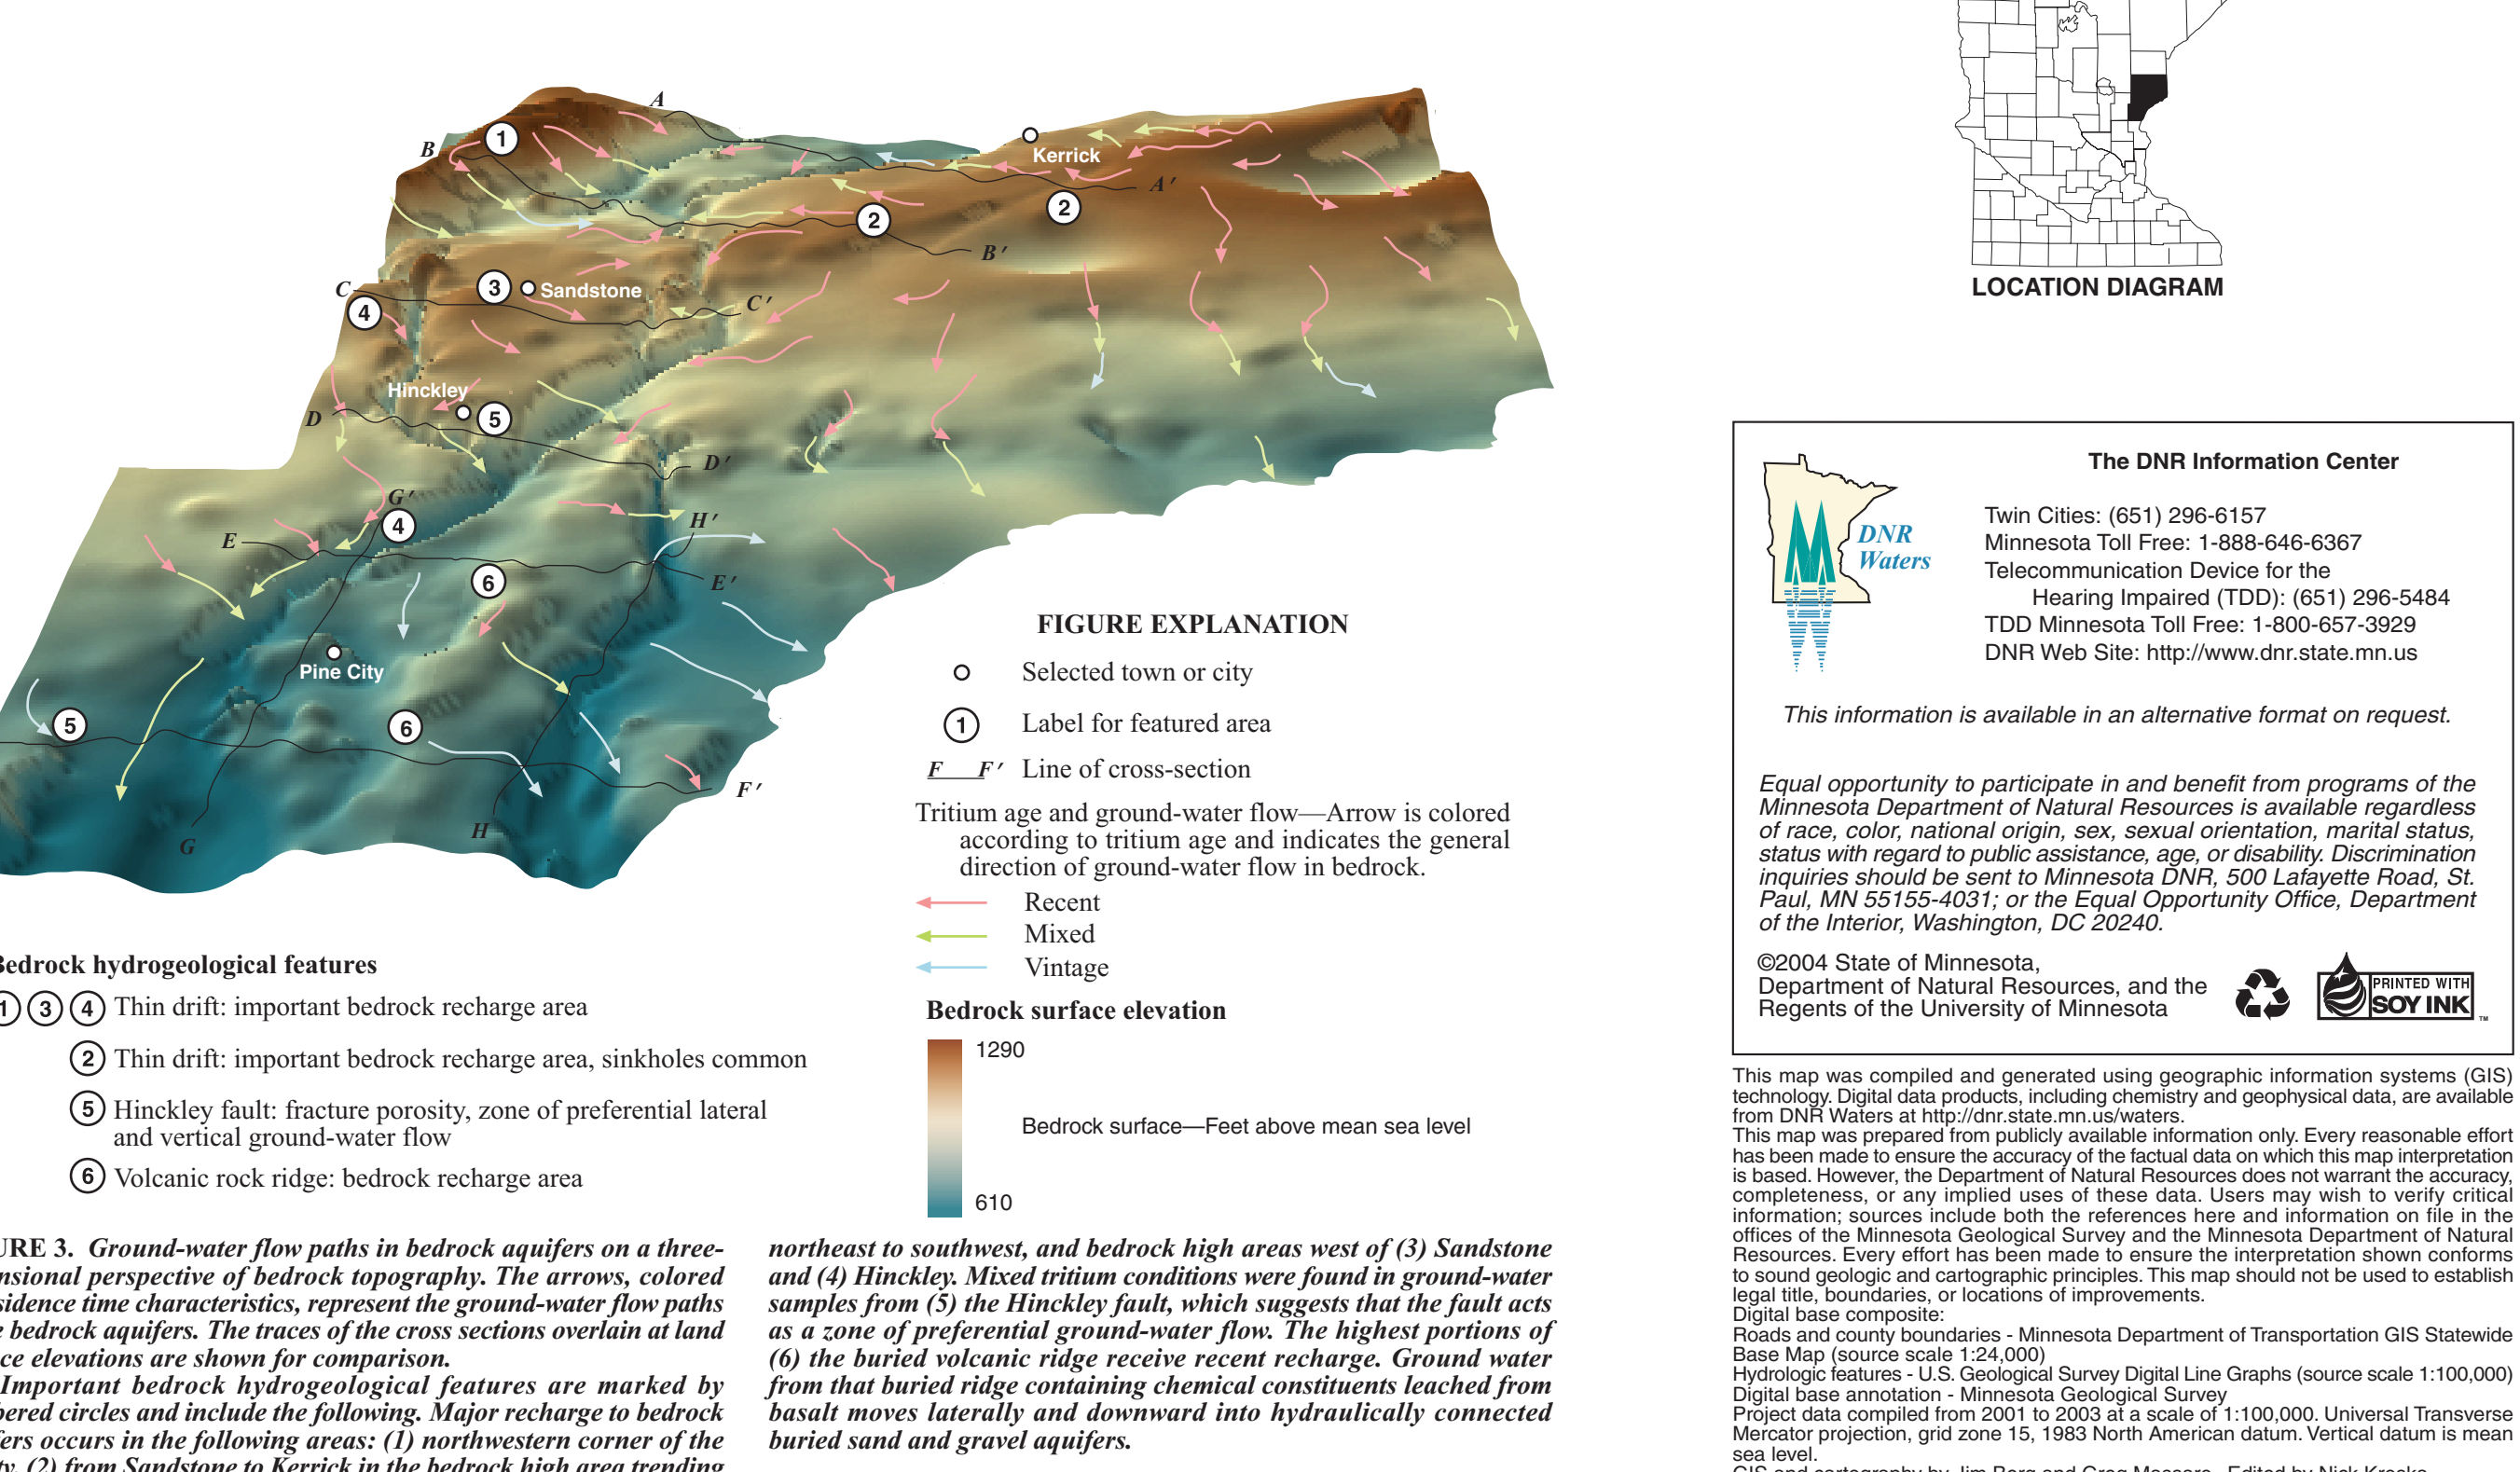 A
1
B
Kerrick
A'
2
2
B'
3
Sandstone
C
C'
4
Hinckley
5
D
D'
G'
4
H'
E
6
E'
Pine City
5
6
F'
H
G
FIGURE EXPLANATION
Selected town or city
1 Label for featured area
F F' Line of cross-section
Tritium age and ground-water flow—Arrow is colored
according to tritium age and indicates the general
direction of ground-water flow in bedrock.
Recent
Mixed
Vintage
Bedrock surface elevation
1290
Bedrock surface—Feet above mean sea level
610
Bedrock hydrogeological features
1 3 4 Thin drift: important bedrock recharge area
2 Thin drift: important bedrock recharge area, sinkholes common
5 Hinckley fault: fracture porosity, zone of preferential lateral
and vertical ground-water flow
6 Volcanic rock ridge: bedrock recharge area
URE 3. Ground-water flow paths in bedrock aquifers on a three-
nsional perspective of bedrock topography. The arrows, colored
sidence time characteristics, represent the ground-water flow paths
e bedrock aquifers. The traces of the cross sections overlain at land
ce elevations are shown for comparison.
Important bedrock hydrogeological features are marked by
bered circles and include the following. Major recharge to bedrock
fers occurs in the following areas: (1) northwestern corner of the
ty, (2) from Sandstone to Kerrick in the bedrock high area trending
northeast to southwest, and bedrock high areas west of (3) Sandstone
and (4) Hinckley. Mixed tritium conditions were found in ground-water
samples from (5) the Hinckley fault, which suggests that the fault acts
as a zone of preferential ground-water flow. The highest portions of
(6) the buried volcanic ridge receive recent recharge. Ground water
from that buried ridge containing chemical constituents leached from
basalt moves laterally and downward into hydraulically connected
buried sand and gravel aquifers.
LOCATION DIAGRAM
DNR
Waters
The DNR Information Center
Twin Cities: (651) 296-6157
Minnesota Toll Free: 1-888-646-6367
Telecommunication Device for the
Hearing Impaired (TDD): (651) 296-5484
TDD Minnesota Toll Free: 1-800-657-3929
DNR Web Site: http://www.dnr.state.mn.us
This information is available in an alternative format on request.
Equal opportunity to participate in and benefit from programs of the
Minnesota Department of Natural Resources is available regardless
of race, color, national origin, sex, sexual orientation, marital status,
status with regard to public assistance, age, or disability. Discrimination
inquiries should be sent to Minnesota DNR, 500 Lafayette Road, St.
Paul, MN 55155-4031; or the Equal Opportunity Office, Department
of the Interior, Washington, DC 20240.
©2004 State of Minnesota,
Department of Natural Resources, and the
Regents of the University of Minnesota
PRINTED WITH
SOY INK
TM
This map was compiled and generated using geographic information systems (GIS)
technology. Digital data products, including chemistry and geophysical data, are available
from DNR Waters at http://dnr.state.mn.us/waters.
This map was prepared from publicly available information only. Every reasonable effort
has been made to ensure the accuracy of the factual data on which this map interpretation
is based. However, the Department of Natural Resources does not warrant the accuracy,
completeness, or any implied uses of these data. Users may wish to verify critical
information; sources include both the references here and information on file in the
offices of the Minnesota Geological Survey and the Minnesota Department of Natural
Resources. Every effort has been made to ensure the interpretation shown conforms
to sound geologic and cartographic principles. This map should not be used to establish
legal title, boundaries, or locations of improvements.
Digital base composite:
Roads and county boundaries - Minnesota Department of Transportation GIS Statewide
Base Map (source scale 1:24,000)
Hydrologic features - U.S. Geological Survey Digital Line Graphs (source scale 1:100,000)
Digital base annotation - Minnesota Geological Survey
Project data compiled from 2001 to 2003 at a scale of 1:100,000. Universal Transverse
Mercator projection, grid zone 15, 1983 North American datum. Vertical datum is mean
sea level.